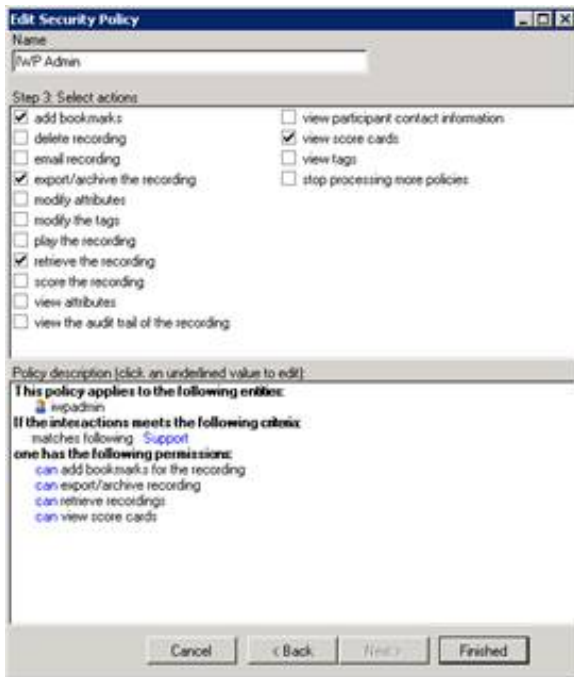 Edit Security Policy
Name
IWP Admin
Step 3: Select actions
add bookmarks
delete recording
email recording
export/archive the recording
modify attributes
modify the tags
play the recording
retrieve the recording
score the recording
view attributes
view the audit trail of the recording
view participant contact information
view score cards
view tags
stop processing more policies
Policy description (click an underlined value to edit)
This policy applies to the following entities:
iwpadmin
If the interactions meets the following criteria:
matches following Support
one has the following permissions:
can add bookmarks for the recording
can export/archive recording
can retrieve recordings
can view score cards
Cancel
< Back
Next >
Finished